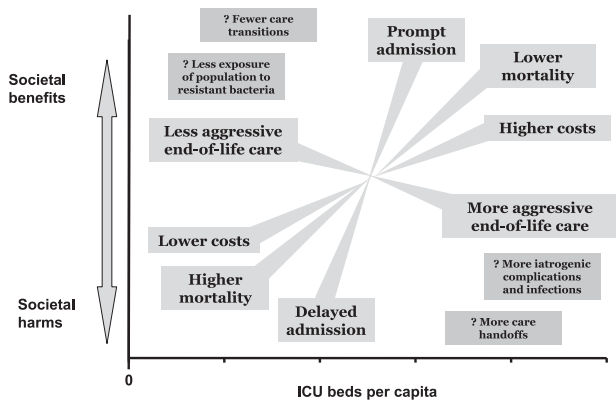 ? Fewer care
transitions
Prompt
admission
Lower
mortality
? Less exposure
of population to
resistant bacteria
Societal
benefits
Higher costs
Less aggressive
end-of-life care
More aggressive
end-of-life care
Lower costs
? More iatrogenic
complications
and infections
Higher
mortality
Delayed
admission
Societal
harms
? More care
handoffs
0
ICU beds per capita